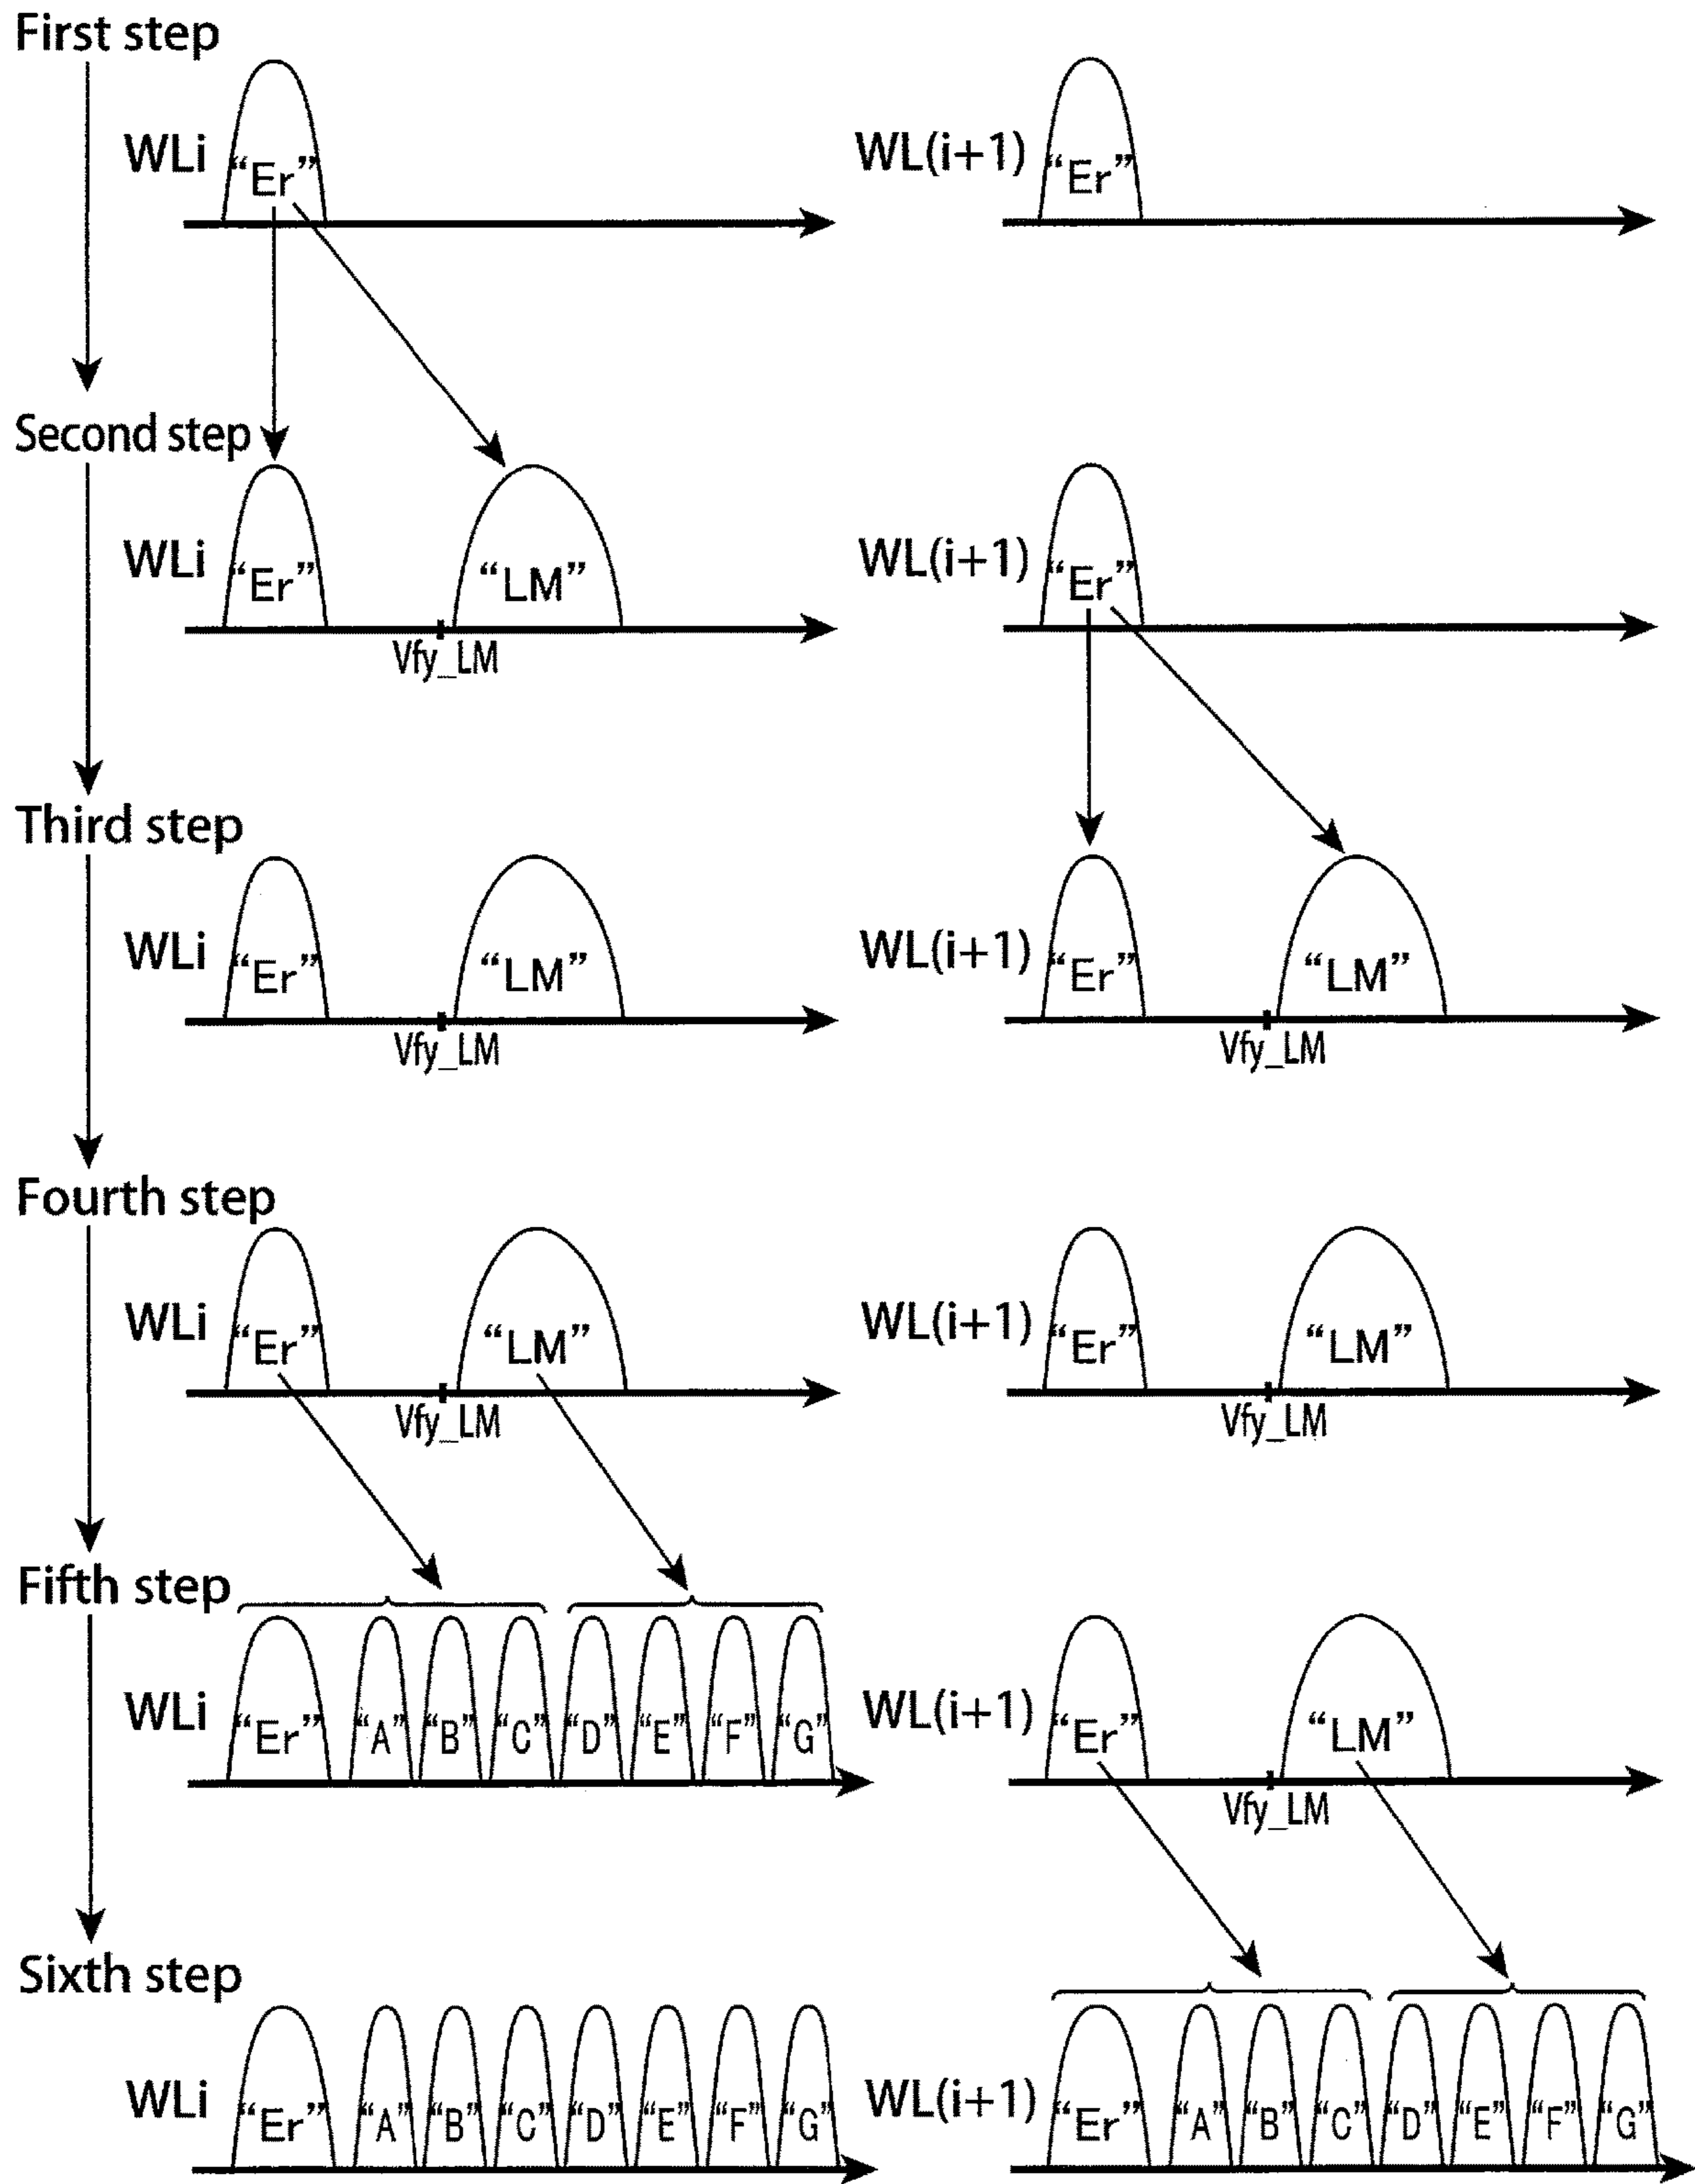 First step
WLi “Er” WL(i+1) “Er”
Second step
WLi “Er” “LM” WL(i+1) “Er”
Vfy_LM
Third step
WLi “Er” “LM” WL(i+1) “Er” “LM”
Vfy_LM Vfy_LM
Fourth step
WLi “Er” “LM” WL(i+1) “Er” “LM”
Vfy_LM Vfy_LM
Fifth step
WLi “Er” “A” “B” “C” “D” “E” “F” “G” WL(i+1) “Er” “LM”
Vfy_LM
Sixth step
WLi “Er” “A” “B” “C” “D” “E” “F” “G” WL(i+1) “Er” “A” “B” “C” “D” “E” “F” “G”